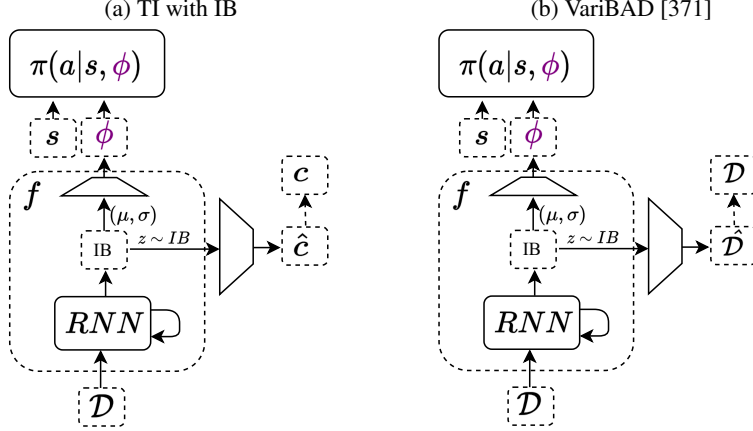 (a) TI with IB
π(a|s, ϕ)
s ϕ
f
(μ, σ)
c
IB
z ∼ IB
ĉ
RNN
𝒟
(b) VariBAD [371]
π(a|s, ϕ)
s ϕ
f
(μ, σ)
𝒟
IB
z ∼ IB
𝒟̂
RNN
𝒟